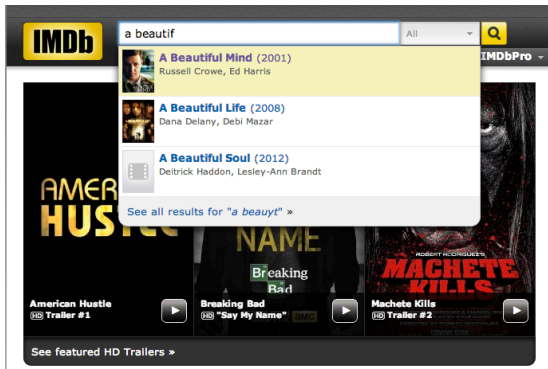 IMDb
a beautif
All
IMDbPro
A Beautiful Mind (2001)
Russell Crowe, Ed Harris
A Beautiful Life (2008)
Dana Delany, Debi Mazar
A Beautiful Soul (2012)
Deitrick Haddon, Lesley-Ann Brandt
See all results for "a beauyt" »
AMER
HUSTLE
NAME
Breaking
Bad
AMC
ROBERT RODRIGUEZ'S
MACHETE
KILLS
American Hustle
HD Trailer #1
Breaking Bad
HD "Say My Name"
Machete Kills
HD Trailer #2
See featured HD Trailers »